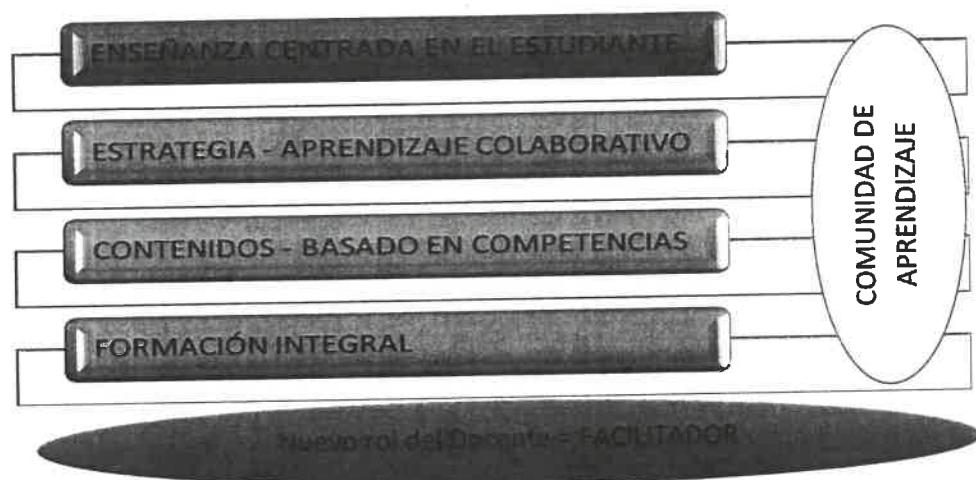 ENSEÑANZA CENTRADA EN EL ESTUDIANTE
ESTRATEGIA - APRENDIZAJE COLABORATIVO
CONTENIDOS - BASADO EN COMPETENCIAS
FORMACIÓN INTEGRAL
COMUNIDAD DE
APRENDIZAJE
Nuevo rol del Docente = FACILITADOR